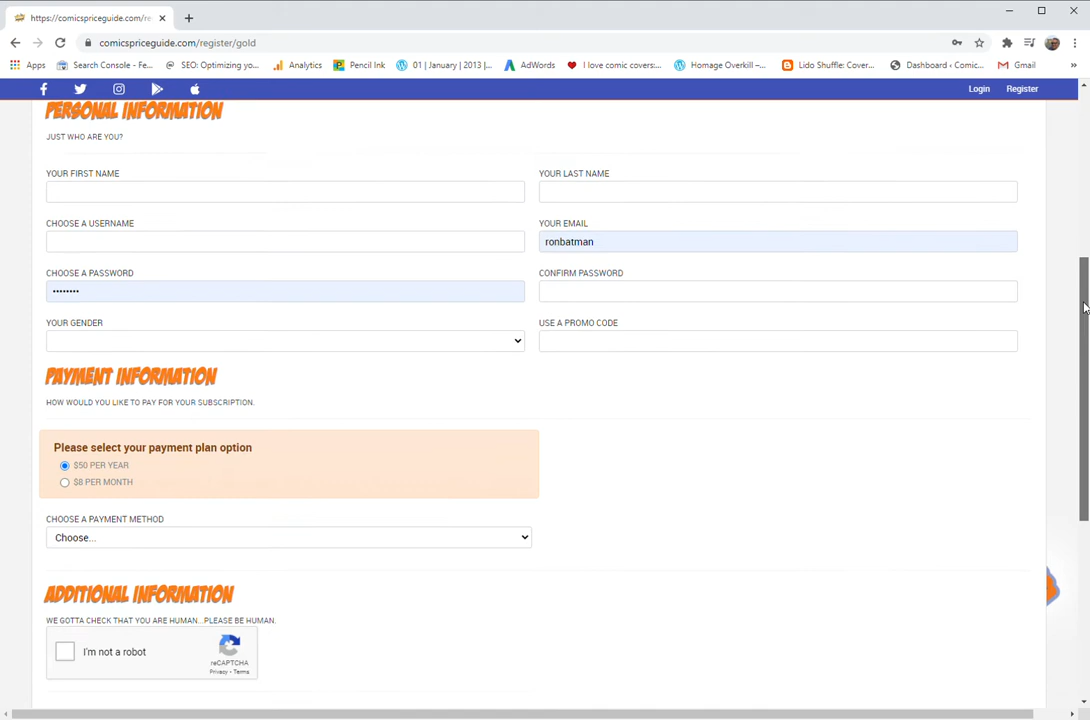 https://comicspriceguide.com/re
comicspriceguide.com/register/gold
Apps Search Console - Fe... SEO: Optimizing yo... Analytics Pencil Ink 01 | January | 2013 |... AdWords I love comic covers:... Homage Overkill –... Lido Shuffle: Cover... Dashboard ‹ Comic... Gmail »
Login Register
PERSONAL INFORMATION
JUST WHO ARE YOU?
YOUR FIRST NAME YOUR LAST NAME
CHOOSE A USERNAME YOUR EMAIL
ronbatman
CHOOSE A PASSWORD CONFIRM PASSWORD
••••••••
YOUR GENDER USE A PROMO CODE
PAYMENT INFORMATION
HOW WOULD YOU LIKE TO PAY FOR YOUR SUBSCRIPTION.
Please select your payment plan option
$50 PER YEAR
$8 PER MONTH
CHOOSE A PAYMENT METHOD
Choose...
ADDITIONAL INFORMATION
WE GOTTA CHECK THAT YOU ARE HUMAN...PLEASE BE HUMAN.
I'm not a robot
reCAPTCHA
Privacy - Terms